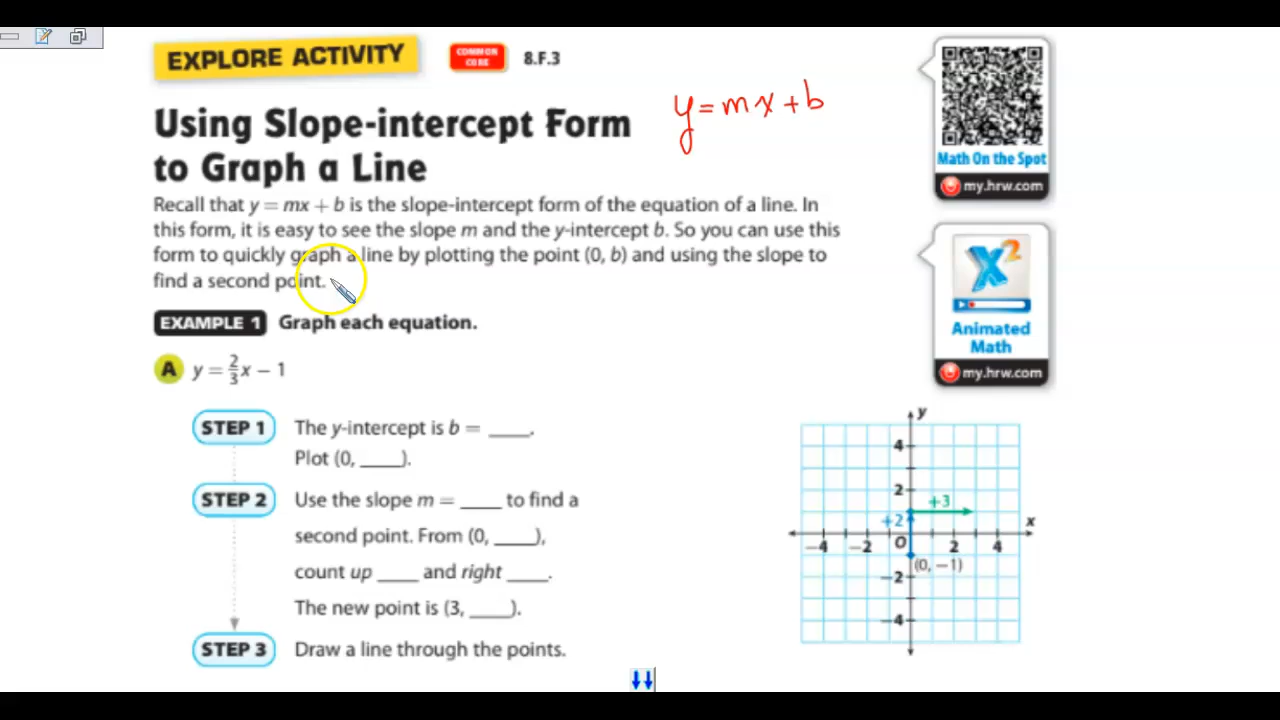 EXPLORE ACTIVITY
COMMON CORE
8.F.3
Using Slope-intercept Form
to Graph a Line
y = mx + b
Recall that y = mx + b is the slope-intercept form of the equation of a line. In
this form, it is easy to see the slope m and the y-intercept b. So you can use this
form to quickly graph a line by plotting the point (0, b) and using the slope to
find a second point.
Math On the Spot
my.hrw.com
X²
Animated
Math
my.hrw.com
EXAMPLE 1 Graph each equation.
A y = 2/3 x − 1
STEP 1 The y-intercept is b = ____.
Plot (0, ____).
STEP 2 Use the slope m = ____ to find a
second point. From (0, ____),
count up ____ and right ____.
The new point is (3, ____).
STEP 3 Draw a line through the points.
y
4
2
+3
+2
x
−4 −2 O 2 4
(0, −1)
−2
−4